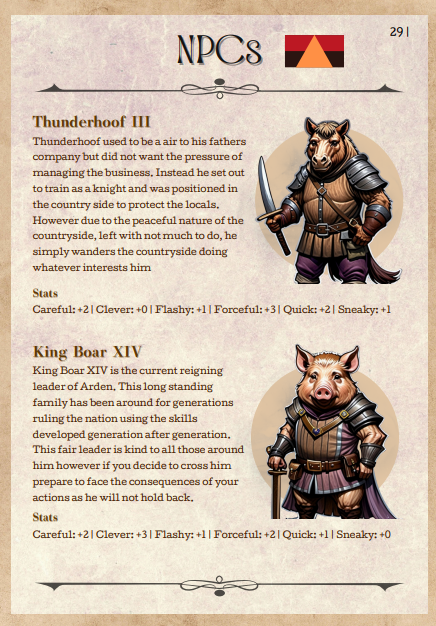 29 |
NPCs
Thunderhoof III
Thunderhoof used to be a air to his fathers
company but did not want the pressure of
managing the business. Instead he set out
to train as a knight and was positioned in
the country side to protect the locals.
However due to the peaceful nature of the
countryside, left with not much to do, he
simply wanders the countryside doing
whatever interests him
Stats
Careful: +2 | Clever: +0 | Flashy: +1 | Forceful: +3 | Quick: +2 | Sneaky: +1
King Boar XIV
King Boar XIV is the current reigning
leader of Arden. This long standing
family has been around for generations
ruling the nation using the skills
developed generation after generation.
This fair leader is kind to all those around
him however if you decide to cross him
prepare to face the consequences of your
actions as he will not hold back.
Stats
Careful: +2 | Clever: +3 | Flashy: +1 | Forceful: +2 | Quick: +1 | Sneaky: +0